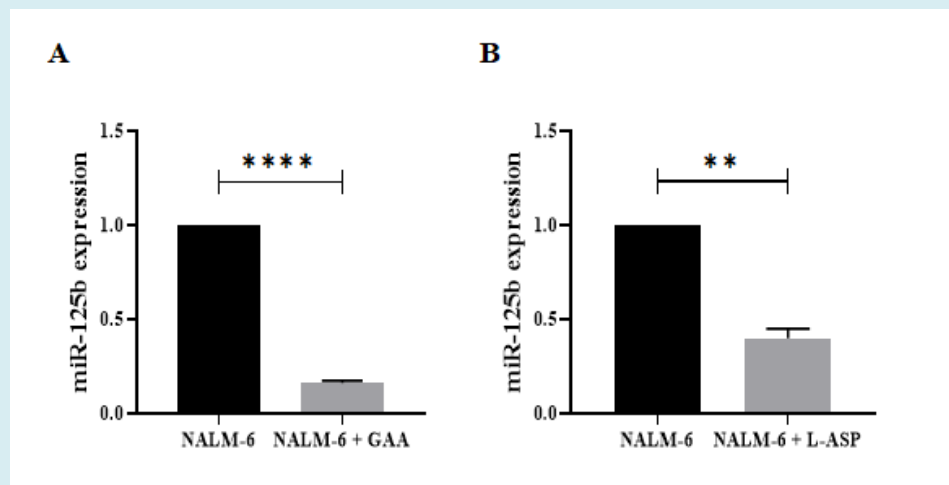 A
miR-125b expression
1.5
1.0
0.5
0.0
****
NALM-6 NALM-6 + GAA
B
miR-125b expression
1.5
1.0
0.5
0.0
**
NALM-6 NALM-6 + L-ASP